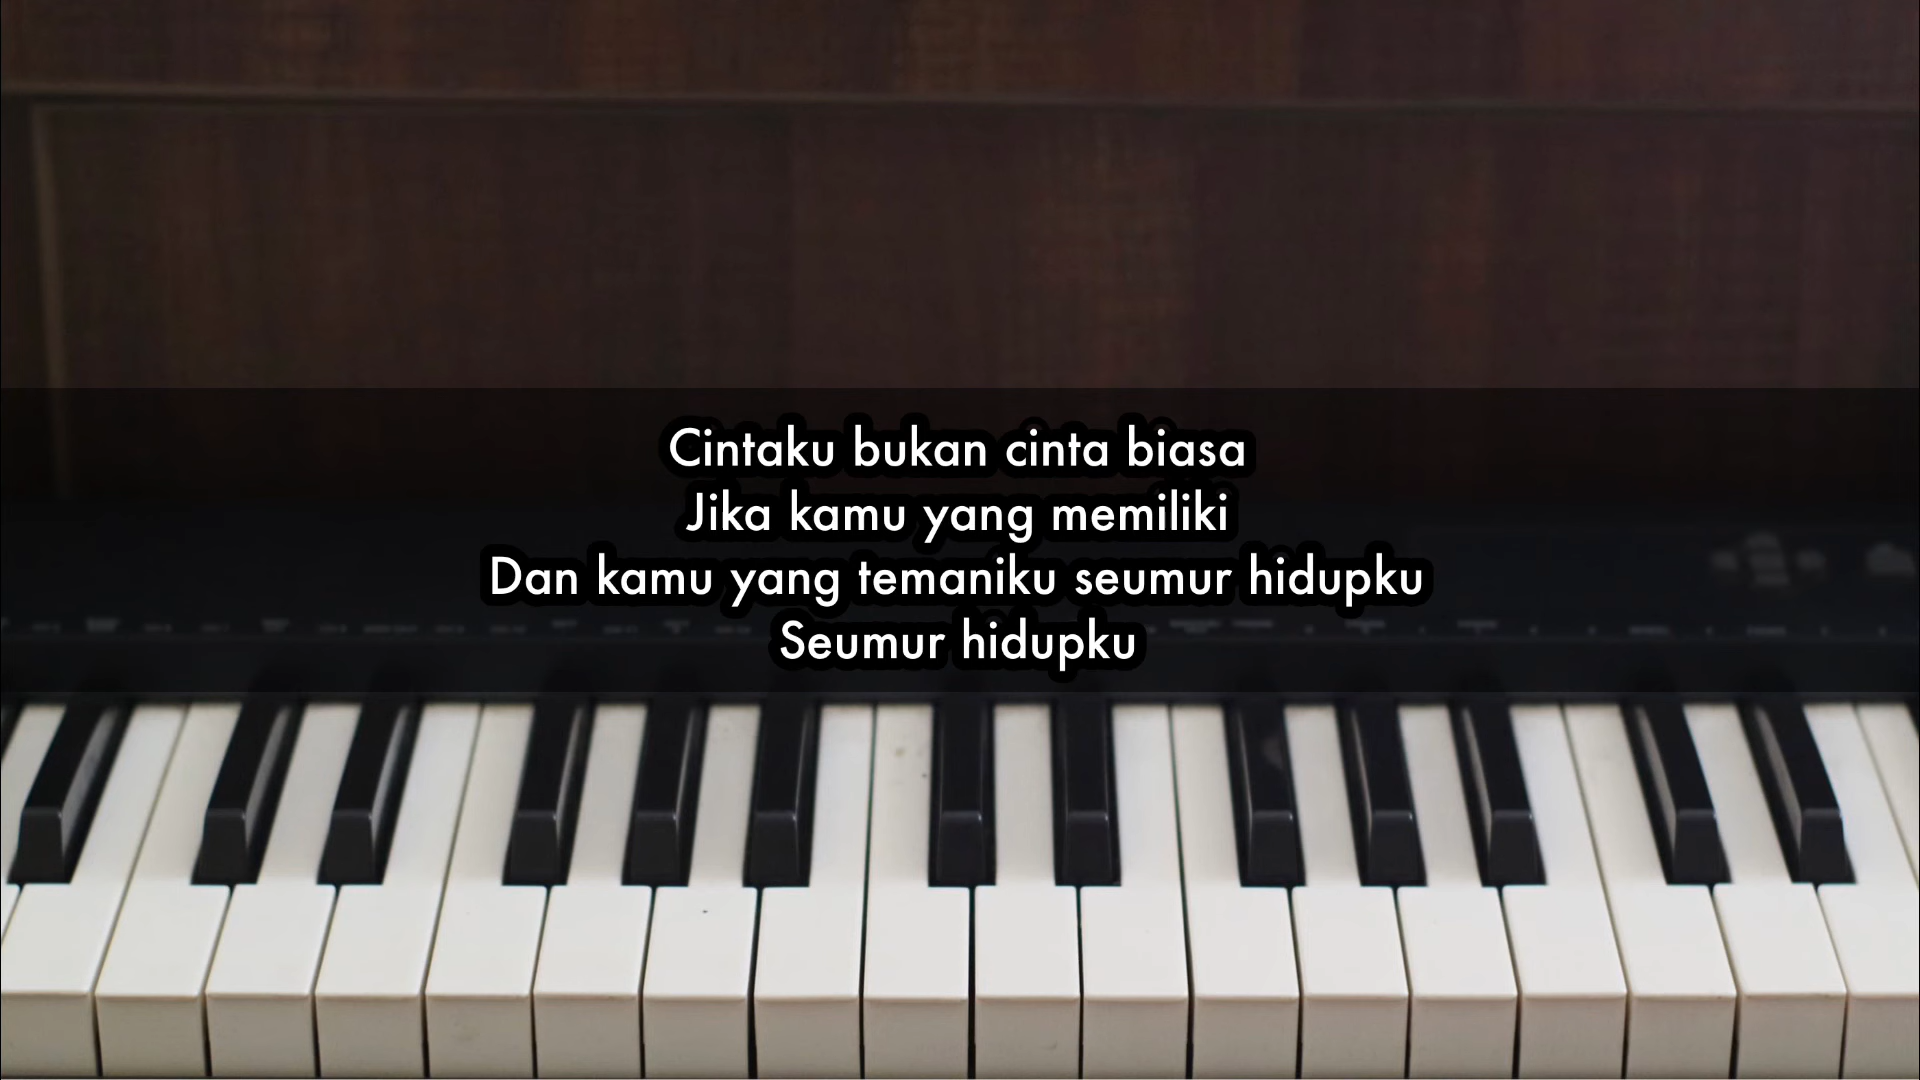 Cintaku bukan cinta biasa
Jika kamu yang memiliki
Dan kamu yang temaniku seumur hidupku
Seumur hidupku